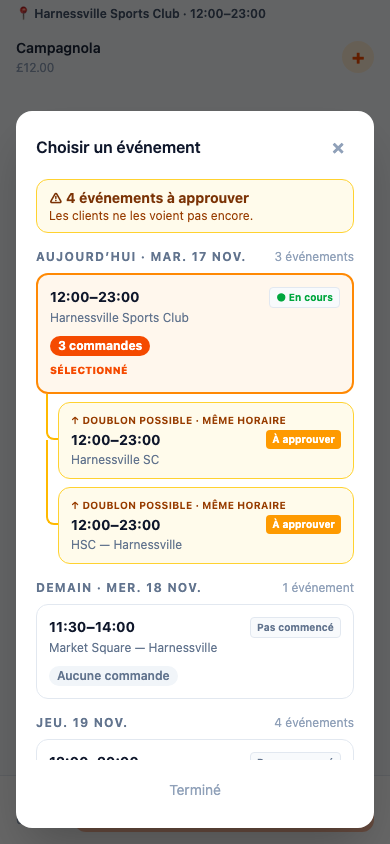 📍 Harnessville Sports Club · 12:00–23:00
Campagnola
£12.00
+
Choisir un événement
×
⚠ 4 événements à approuver
Les clients ne les voient pas encore.
AUJOURD'HUI · MAR. 17 NOV.
3 événements
12:00–23:00
En cours
Harnessville Sports Club
3 commandes
SÉLECTIONNÉ
↑ DOUBLON POSSIBLE · MÊME HORAIRE
12:00–23:00
À approuver
Harnessville SC
↑ DOUBLON POSSIBLE · MÊME HORAIRE
12:00–23:00
À approuver
HSC — Harnessville
DEMAIN · MER. 18 NOV.
1 événement
11:30–14:00
Pas commencé
Market Square — Harnessville
Aucune commande
JEU. 19 NOV.
4 événements
Terminé